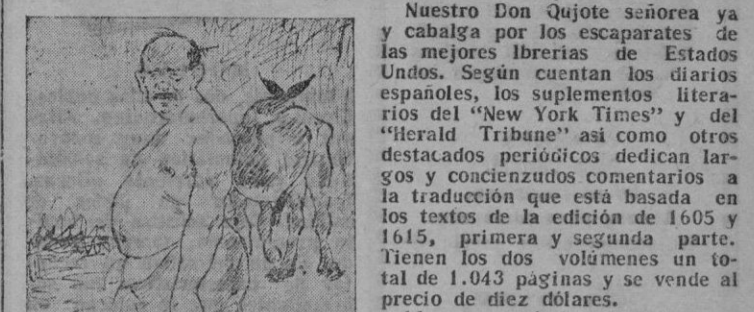 Nuestro Don Qujote señorea ya
y cabalga por los escaparates de
las mejores lbrerias de Estados
Undos. Según cuentan los diarios
españoles, los suplementos litera-
rios del "New York Times" y del
"Herald Tribune" asi como otros
destacados periódicos dedican lar-
gos y concienzudos comentarios a
la traducción que está basada en
los textos de la edición de 1605 y
1615, primera y segunda parte.
Tienen los dos volúmenes un to-
tal de 1.043 páginas y se vende al
precio de diez dólares.